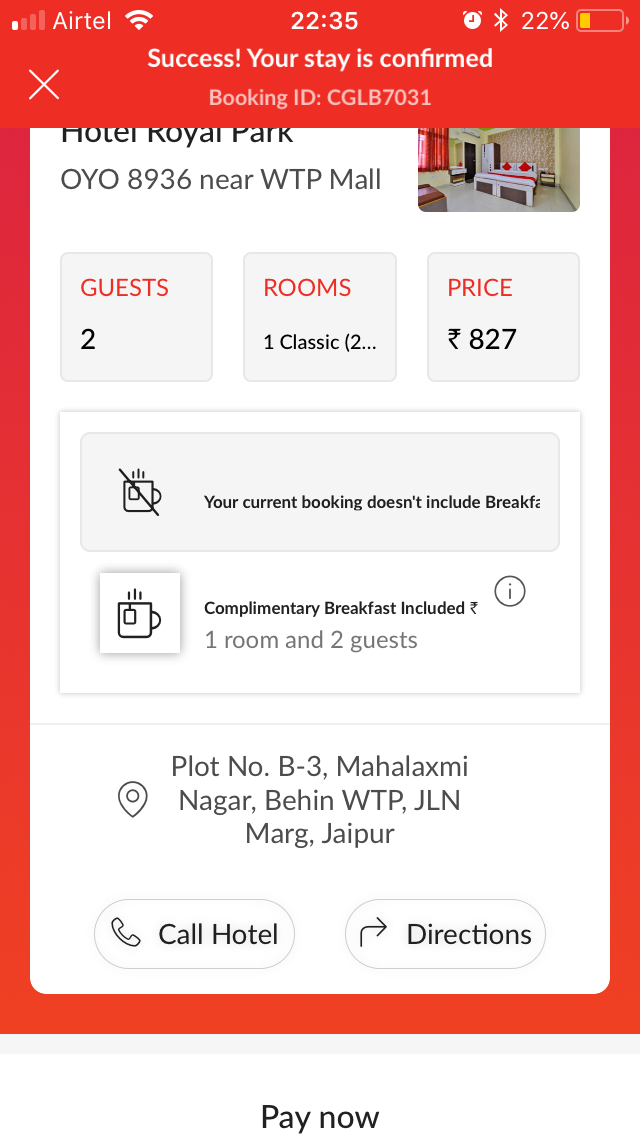 Airtel 22:35 22%
Success! Your stay is confirmed
Booking ID: CGLB7031
Hotel Royal Park
OYO 8936 near WTP Mall
GUESTS ROOMS PRICE
2 1 Classic (2... ₹ 827
Your current booking doesn't include Breakfa
Complimentary Breakfast Included ₹
1 room and 2 guests
Plot No. B-3, Mahalaxmi
Nagar, Behin WTP, JLN
Marg, Jaipur
Call Hotel Directions
Pay now